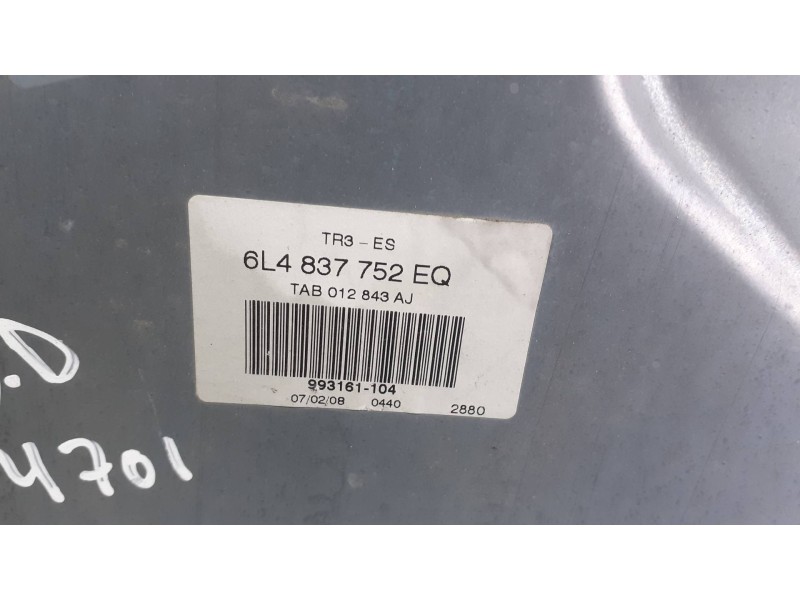 TR3 - ES
6L4 837 752 EQ
TAB 012 843 AJ
993161-104
07/02/08 0440 2880
.D
4701